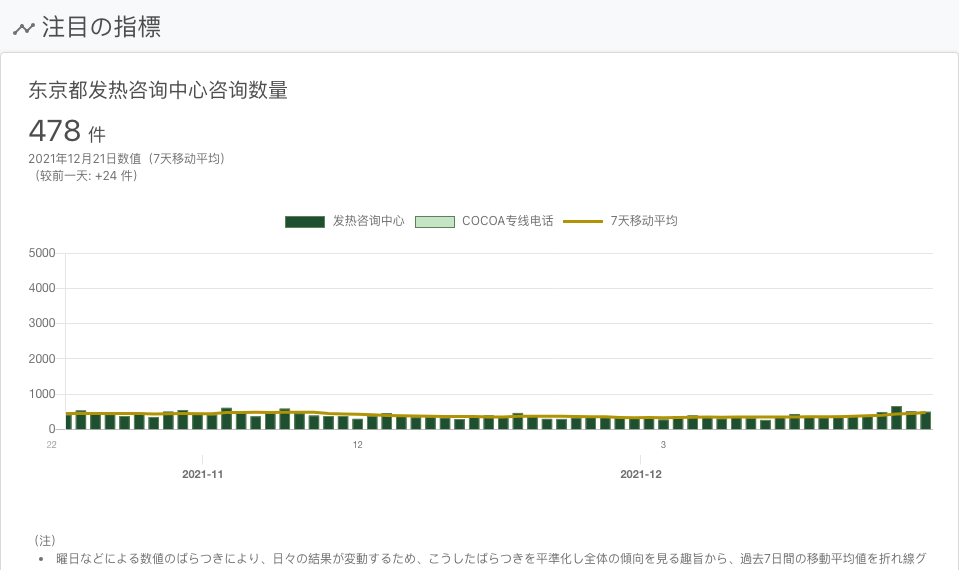 注目の指標
东京都发热咨询中心咨询数量
478 件
2021年12月21日数值（7天移动平均）
（较前一天: +24 件）
发热咨询中心 COCOA专线电话 7天移动平均
5000
4000
3000
2000
1000
0
22 12 3
2021-11 2021-12
（注）
• 曜日などによる数値のばらつきにより、日々の結果が変動するため、こうしたばらつきを平準化し全体の傾向を見る趣旨から、過去7日間の移動平均値を折れ線グ